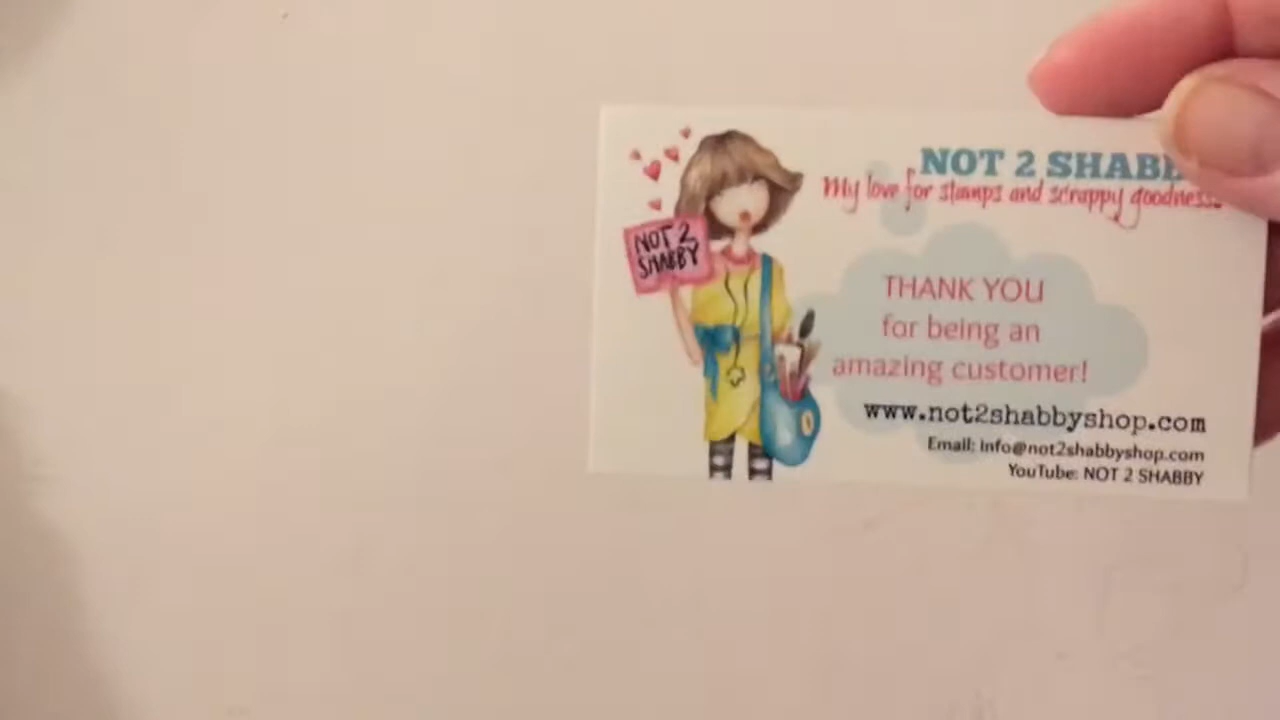 NOT 2 SHABB
My love for stamps and scrappy goodness
NOT 2
SHABBY
THANK YOU
for being an
amazing customer!
www.not2shabbyshop.com
Email: info@not2shabbyshop.com
YouTube: NOT 2 SHABBY